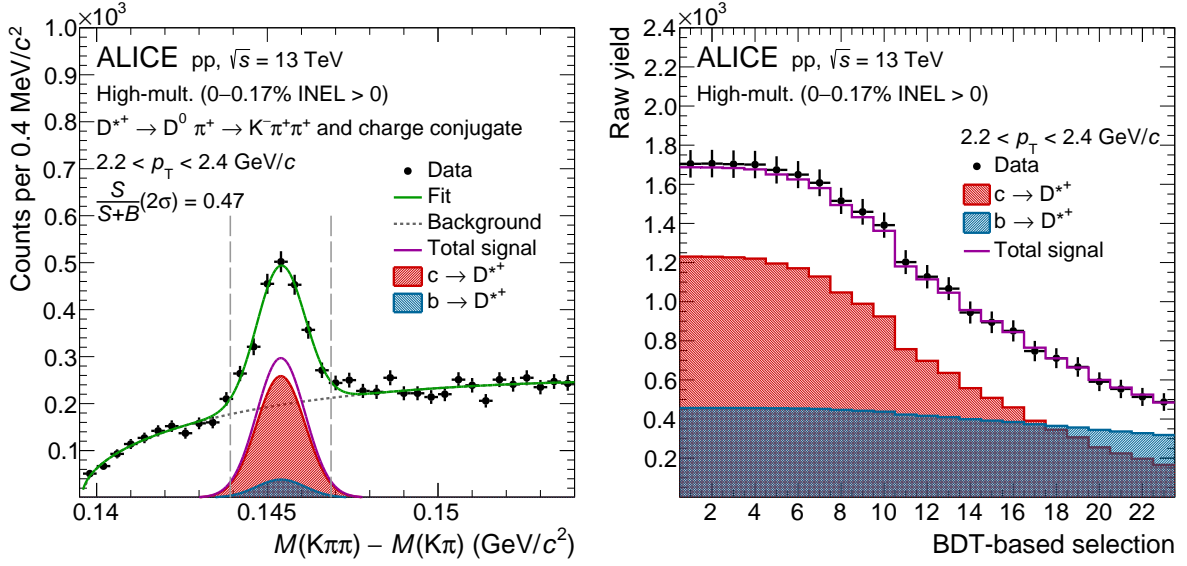 ×10³
ALICE pp, √s = 13 TeV
High-mult. (0–0.17% INEL > 0)
D*⁺ → D⁰ π⁺ → K⁻π⁺π⁺ and charge conjugate
2.2 < p_T < 2.4 GeV/c
S/(S+B) (2σ) = 0.47
Data
Fit
Background
Total signal
c → D*⁺
b → D*⁺
Counts per 0.4 MeV/c²
1.0
0.9
0.8
0.7
0.6
0.5
0.4
0.3
0.2
0.1
0.14 0.145 0.15
M(Kππ) – M(Kπ) (GeV/c²)
×10³
ALICE pp, √s = 13 TeV
High-mult. (0–0.17% INEL > 0)
2.2 < p_T < 2.4 GeV/c
Data
c → D*⁺
b → D*⁺
Total signal
Raw yield
2.4
2.2
2.0
1.8
1.6
1.4
1.2
1.0
0.8
0.6
0.4
0.2
2 4 6 8 10 12 14 16 18 20 22
BDT-based selection